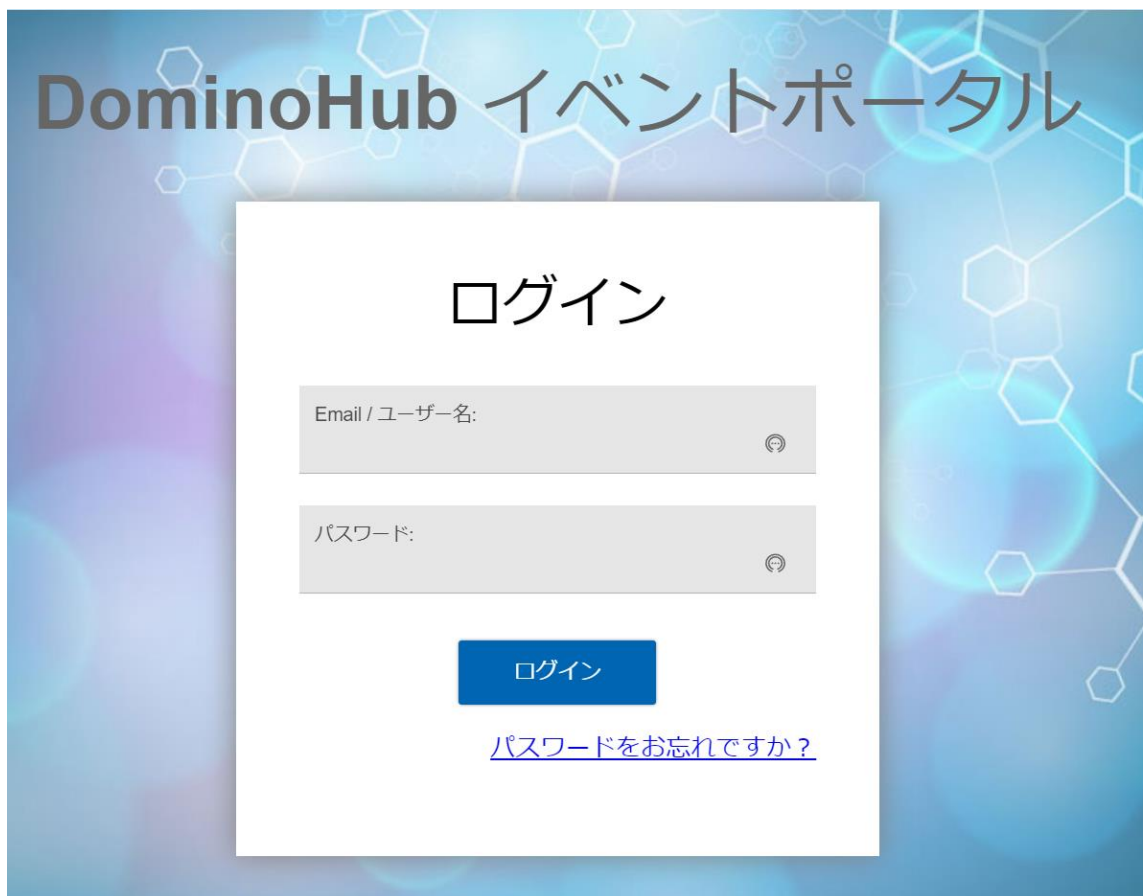 DominoHub イベントポータル
ログイン
Email / ユーザー名:
パスワード:
ログイン
パスワードをお忘れですか？